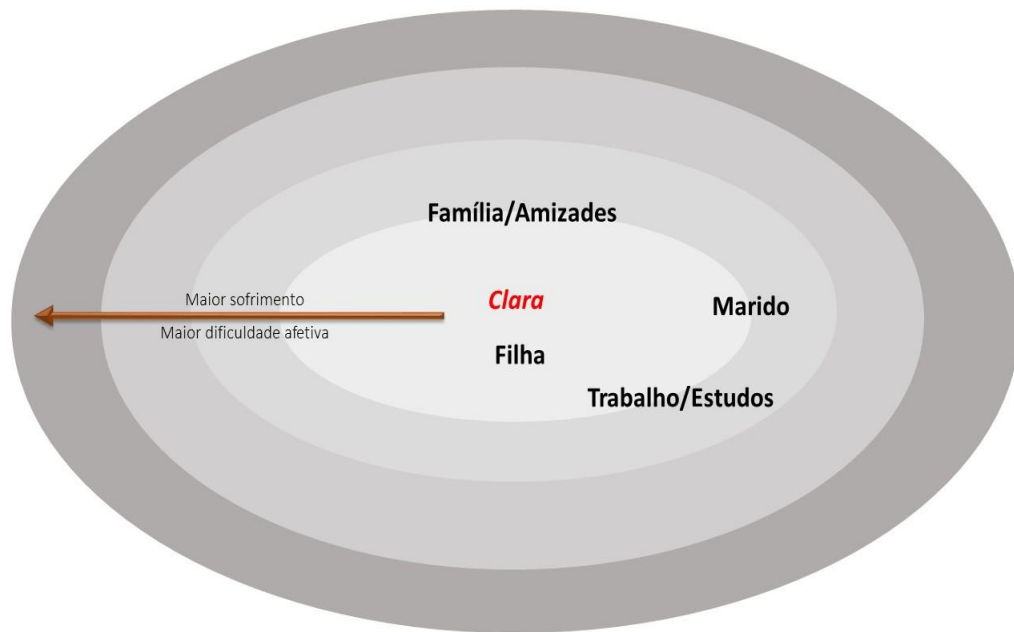 Família/Amizades
Maior sofrimento
Clara
Marido
Maior dificuldade afetiva
Filha
Trabalho/Estudos